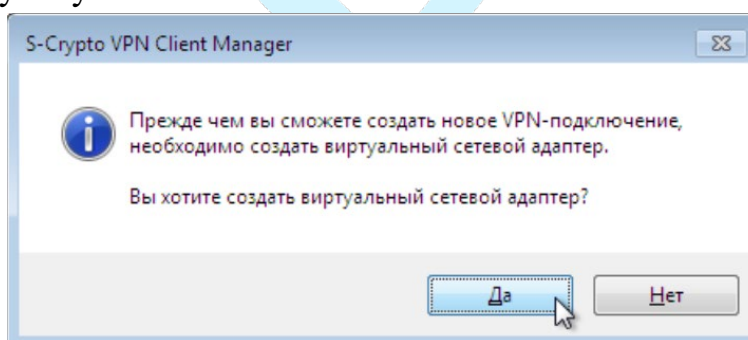 S-Crypto VPN Client Manager
Прежде чем вы сможете создать новое VPN-подключение,
необходимо создать виртуальный сетевой адаптер.
Вы хотите создать виртуальный сетевой адаптер?
Да
Нет